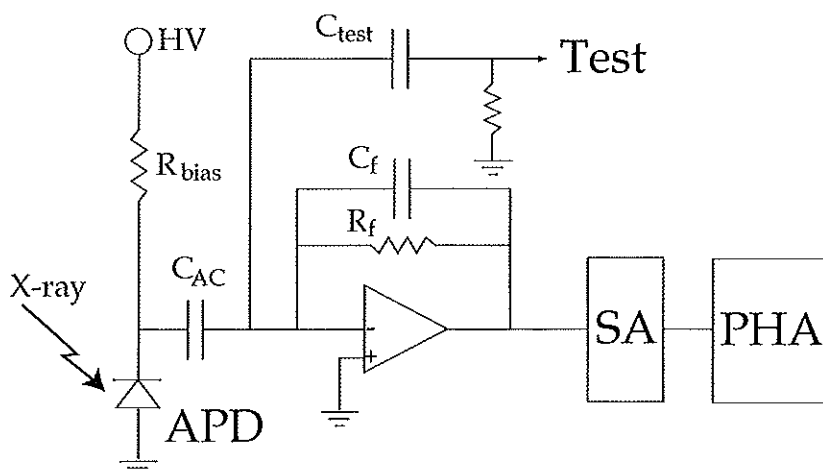 HV
C_test
Test
R_bias
C_f
R_f
C_AC
X-ray
-
+
SA
PHA
APD